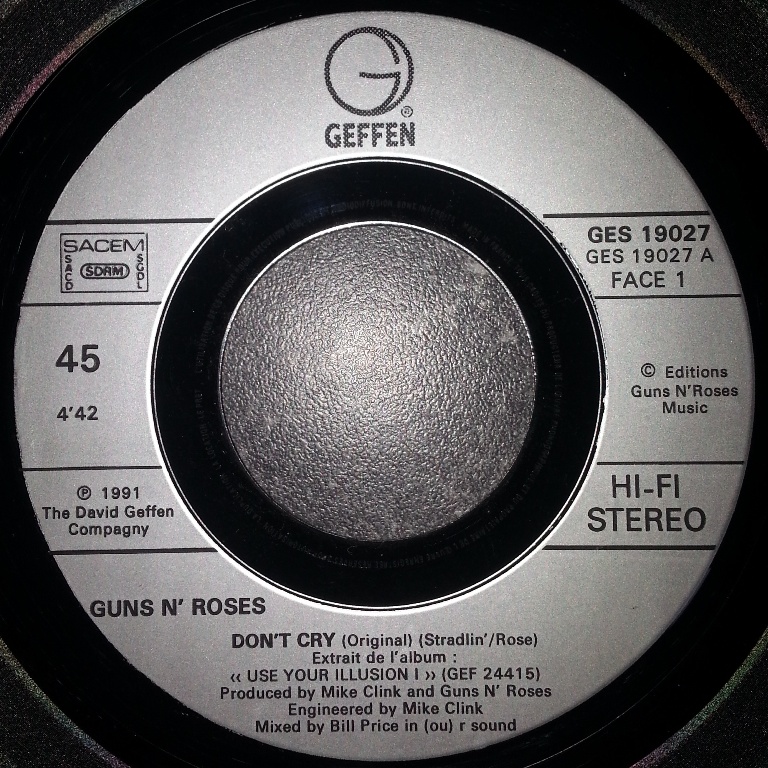 G
®
GEFFEN
SACEM
SACD
SDRM
SGDL
GES 19027
GES 19027 A
FACE 1
45
4'42
© Editions
Guns N'Roses
Music
℗ 1991
The David Geffen
Compagny
HI-FI
STEREO
GUNS N' ROSES
DON'T CRY (Original) (Stradlin'/Rose)
Extrait de l'album :
‹‹ USE YOUR ILLUSION I ›› (GEF 24415)
Produced by Mike Clink and Guns N' Roses
Engineered by Mike Clink
Mixed by Bill Price in (ou) r sound